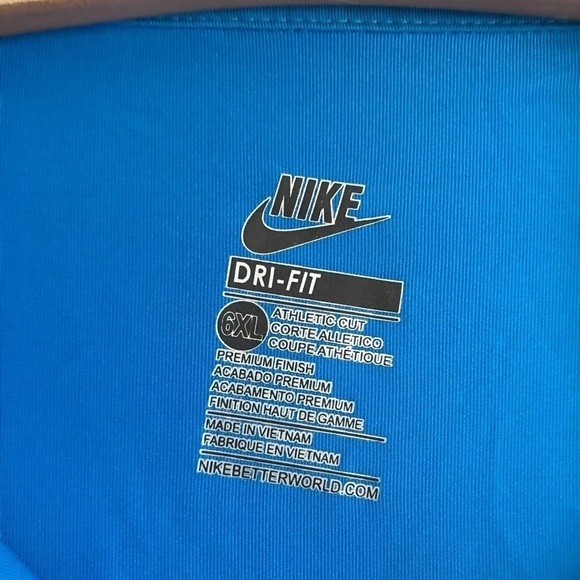 NIKE
DRI-FIT
6XL
ATHLETIC CUT
CORTE ALLETICO
COUPE ATHÉTIQUE
PREMIUM FINISH
ACABADO PREMIUM
ACABAMENTO PREMIUM
FINITION HAUT DE GAMME
MADE IN VIETNAM
FABRIQUE EN VIETNAM
NIKEBETTERWORLD.COM